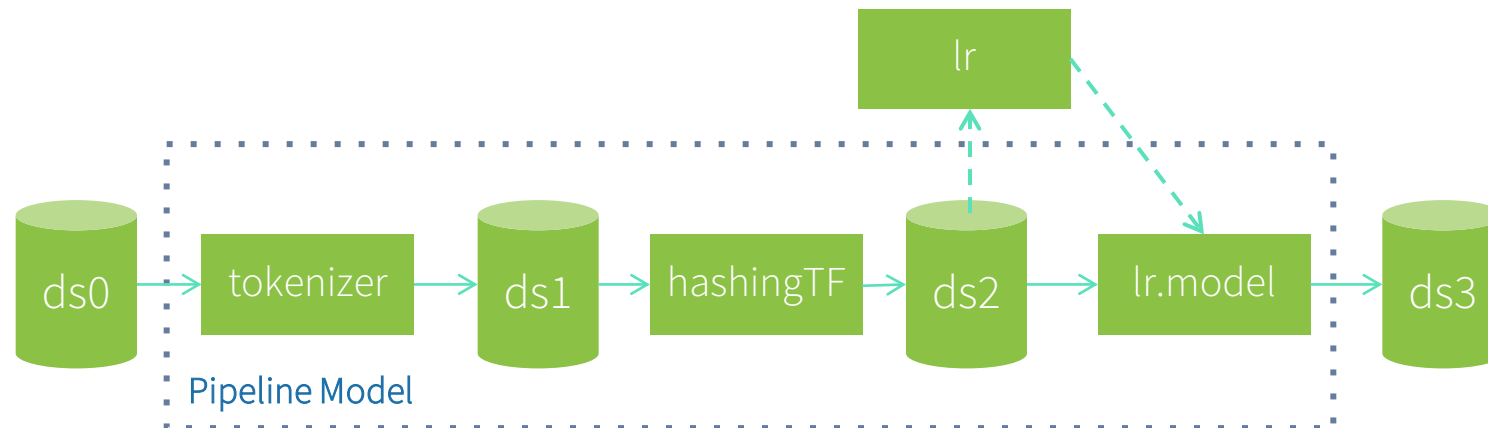 lr
ds0
tokenizer
ds1
hashingTF
ds2
lr.model
ds3
Pipeline Model